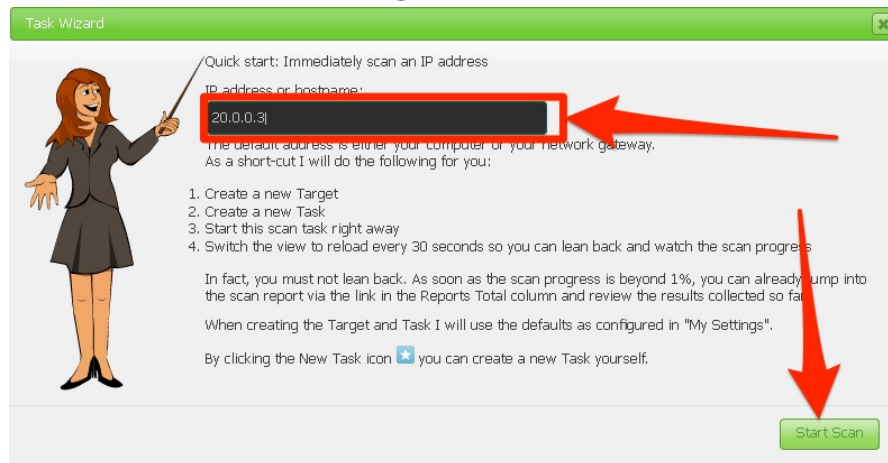 Task Wizard
Quick start: Immediately scan an IP address
IP address or hostname:
20.0.0.3
The default address is either your computer or your network gateway.
As a short-cut I will do the following for you:
1. Create a new Target
2. Create a new Task
3. Start this scan task right away
4. Switch the view to reload every 30 seconds so you can lean back and watch the scan progress
In fact, you must not lean back. As soon as the scan progress is beyond 1%, you can already jump into
the scan report via the link in the Reports Total column and review the results collected so far.
When creating the Target and Task I will use the defaults as configured in "My Settings".
By clicking the New Task icon you can create a new Task yourself.
Start Scan